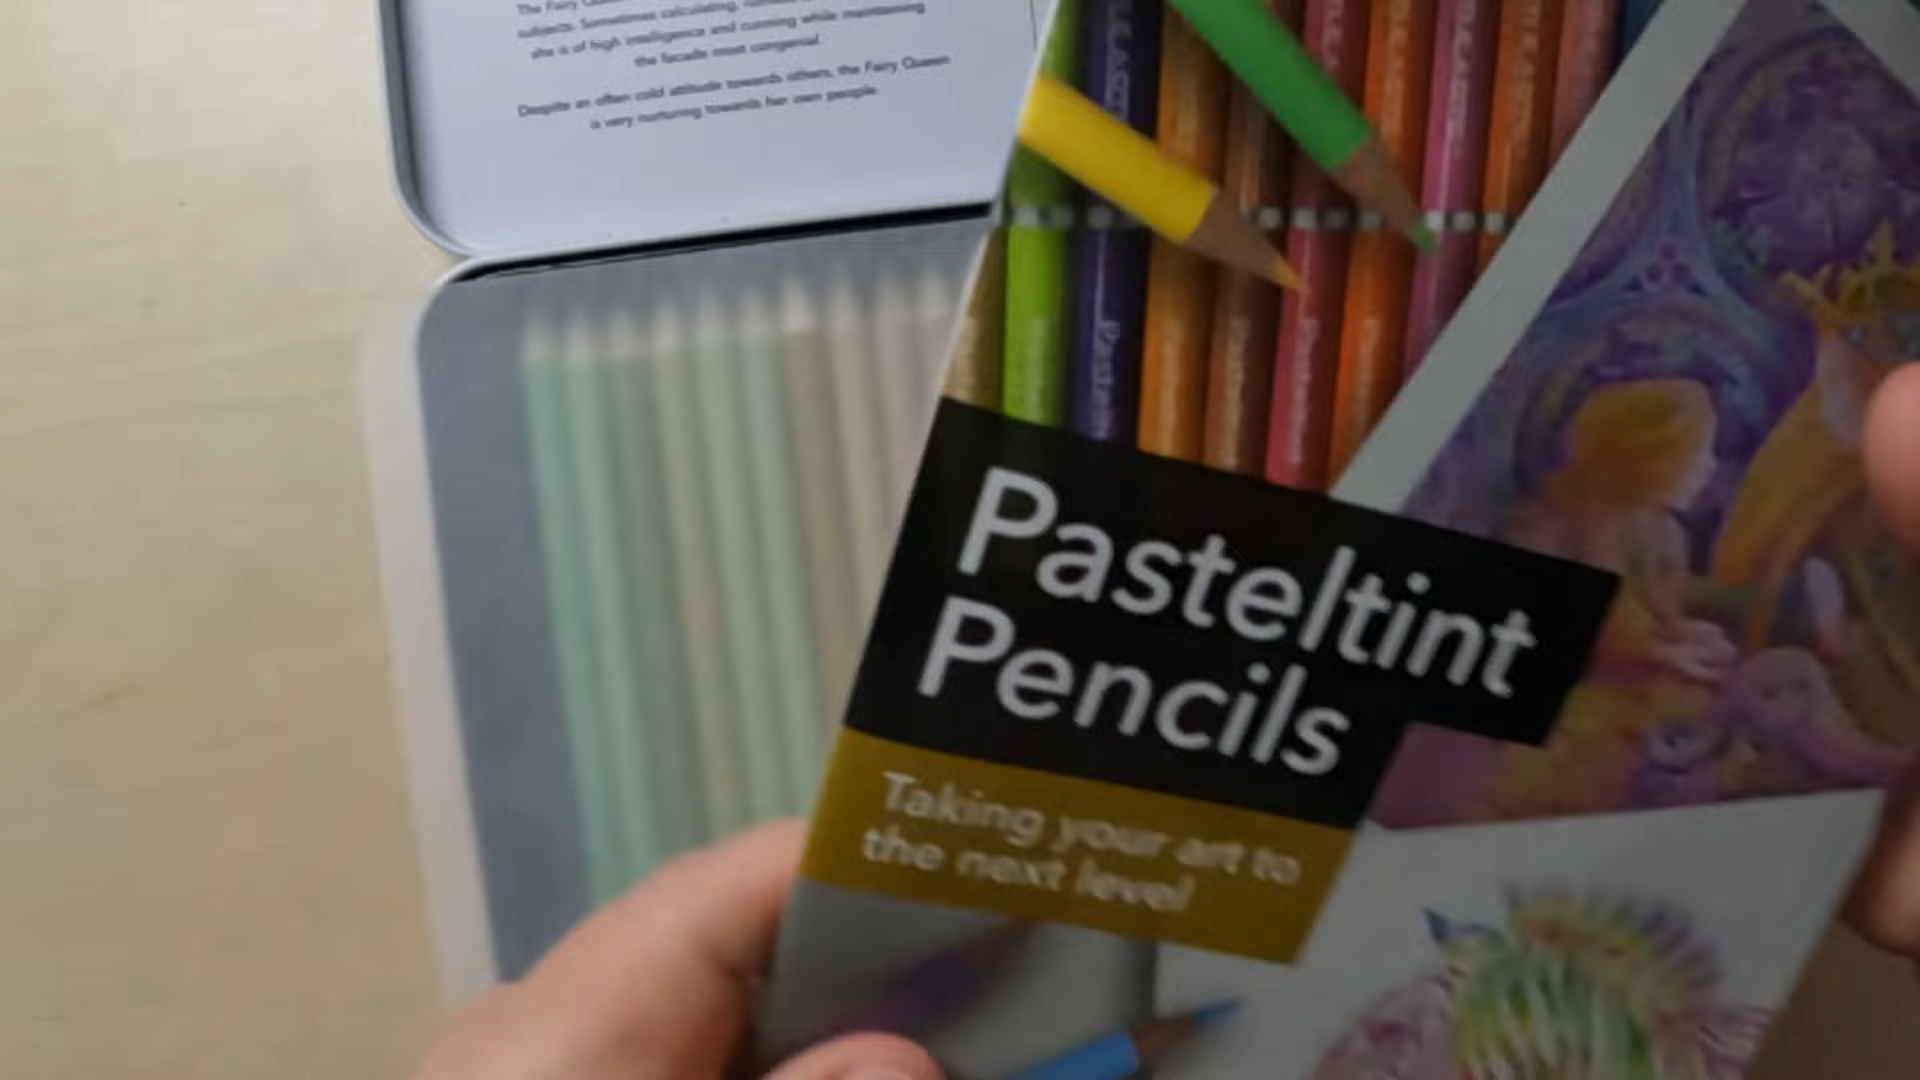 The Fairy
subjects. Sometimes calculating,
she is of high intelligence and cunning while maintaining
the facade most congenial.
Despite an often cold attitude towards others, the Fairy Queen
is very nurturing towards her own people.
Pasteltint
Pencils
Taking your art to
the next level